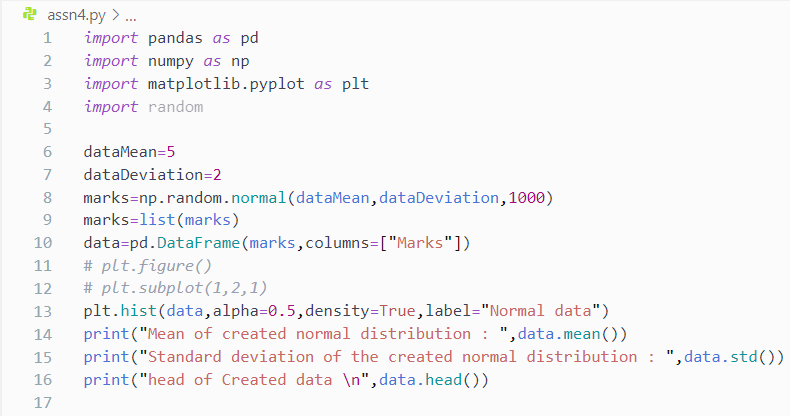 assn4.py > ...
1 import pandas as pd
2 import numpy as np
3 import matplotlib.pyplot as plt
4 import random
5
6 dataMean=5
7 dataDeviation=2
8 marks=np.random.normal(dataMean,dataDeviation,1000)
9 marks=list(marks)
10 data=pd.DataFrame(marks,columns=["Marks"])
11 # plt.figure()
12 # plt.subplot(1,2,1)
13 plt.hist(data,alpha=0.5,density=True,label="Normal data")
14 print("Mean of created normal distribution : ",data.mean())
15 print("Standard deviation of the created normal distribution : ",data.std())
16 print("head of Created data \n",data.head())
17